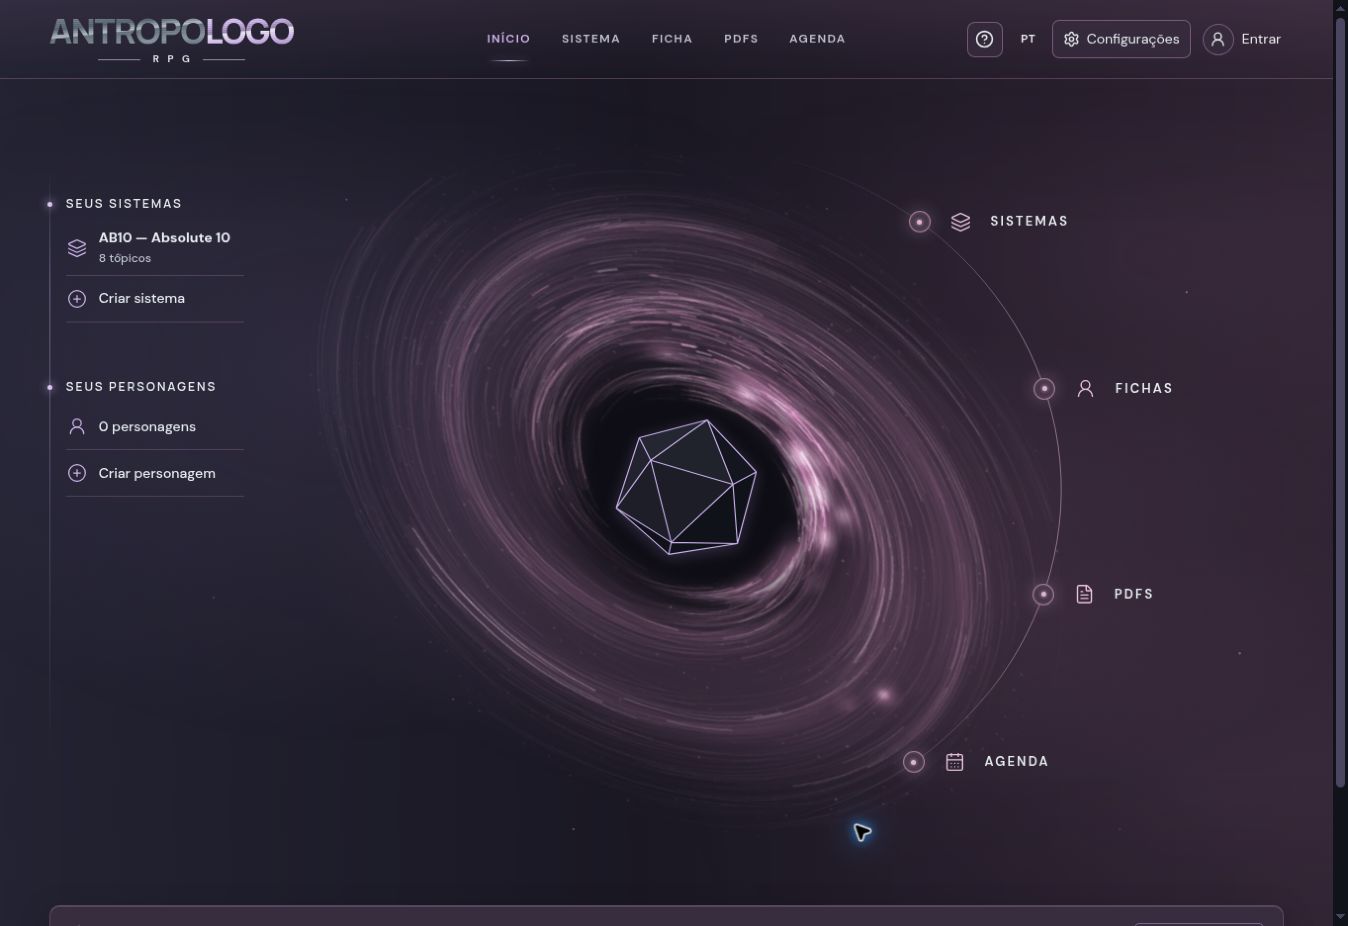 ANTROPOLOGO
RPG
INÍCIO
SISTEMA
FICHA
PDFS
AGENDA
PT
Configurações
Entrar
SEUS SISTEMAS
AB10 — Absolute 10
8 tópicos
Criar sistema
SEUS PERSONAGENS
0 personagens
Criar personagem
SISTEMAS
FICHAS
PDFS
AGENDA